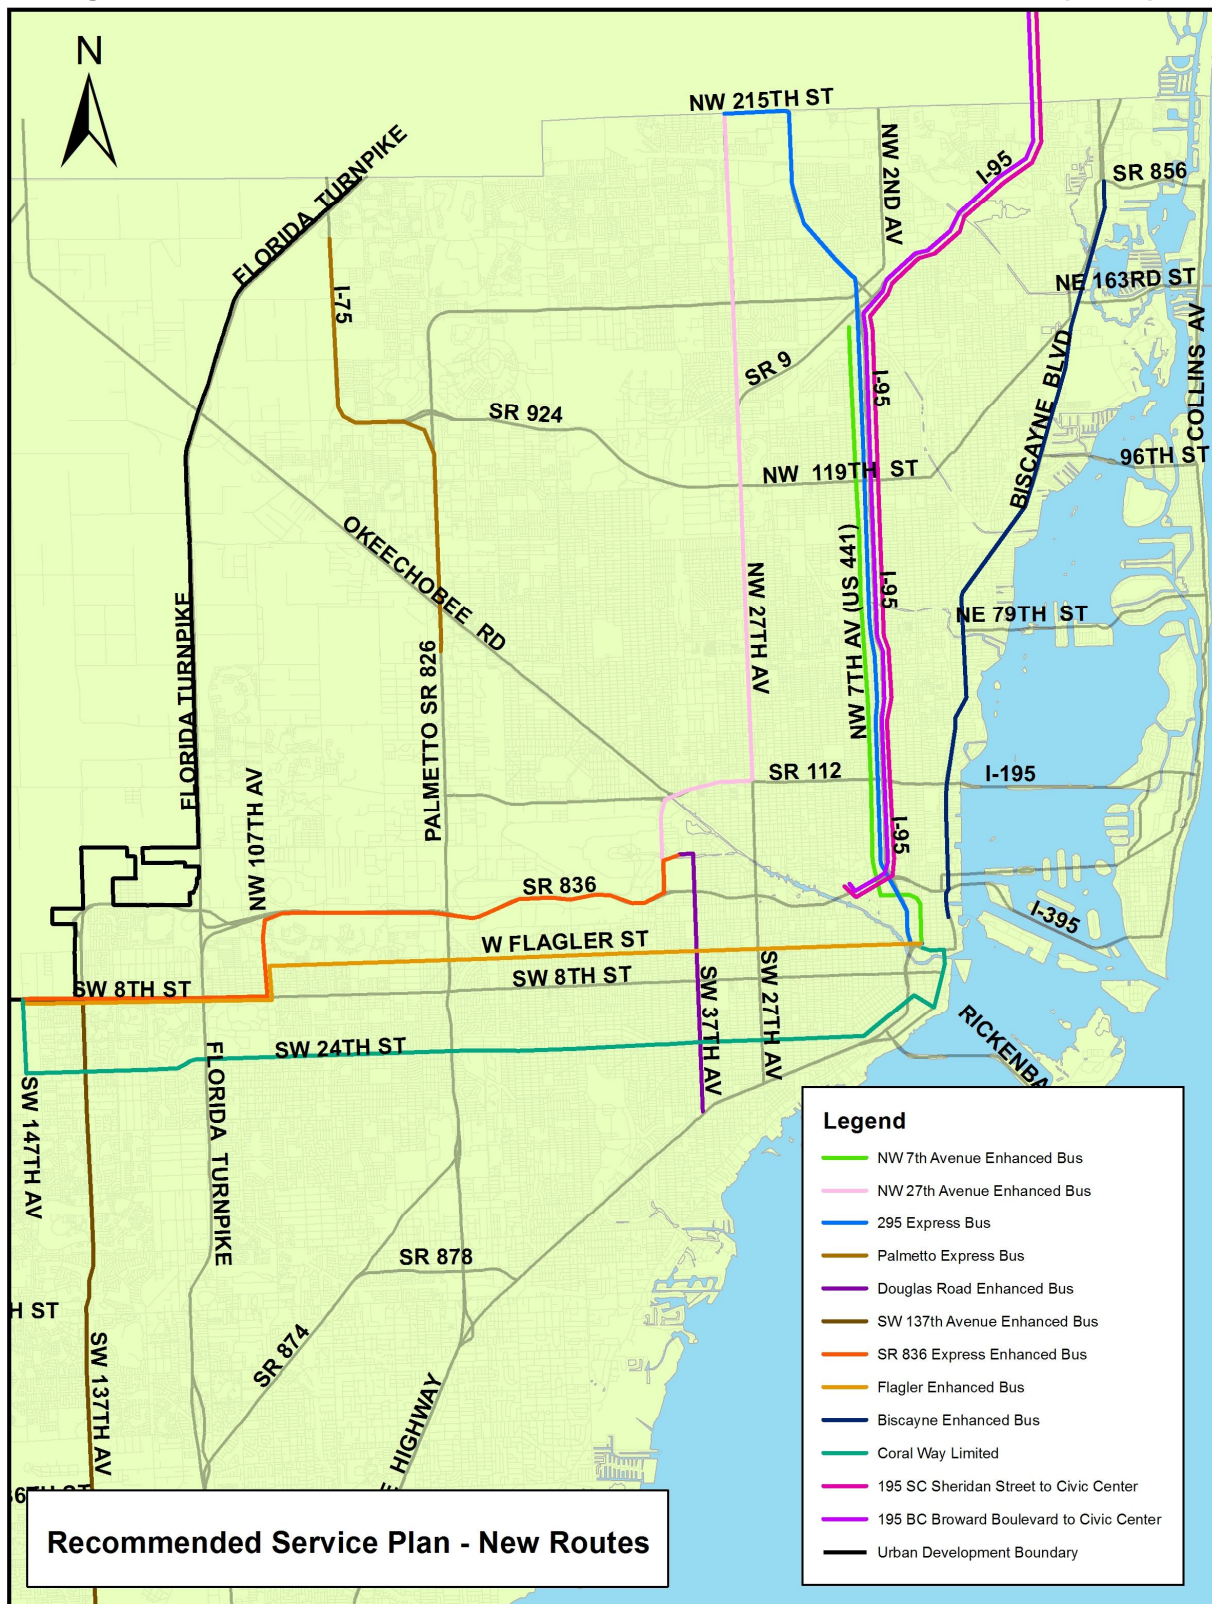 N
NW 215TH ST
NW 2ND AV
I-95
SR 856
FLORIDA TURNPIKE
I-75
NE 163RD ST
COLLINS AV
SR 9
I-95
SR 924
BISCAYNE BLVD
96TH ST
NW 119TH ST
OKEECHOBEE RD
NW 7TH AV (US 441)
I-95
NE 79TH ST
NW 27TH AV
FLORIDA TURNPIKE
PALMETTO SR 826
SR 112
I-195
NW 107TH AV
I-95
SR 836
I-395
W FLAGLER ST
SW 8TH ST
SW 8TH ST
SW 37TH AV
SW 27TH AV
RICKENBA
SW 24TH ST
SW 147TH AV
FLORIDA TURNPIKE
SR 878
H ST
SR 874
SW 137TH AV
HIGHWAY
Legend
NW 7th Avenue Enhanced Bus
NW 27th Avenue Enhanced Bus
295 Express Bus
Palmetto Express Bus
Douglas Road Enhanced Bus
SW 137th Avenue Enhanced Bus
SR 836 Express Enhanced Bus
Flagler Enhanced Bus
Biscayne Enhanced Bus
Coral Way Limited
195 SC Sheridan Street to Civic Center
195 BC Broward Boulevard to Civic Center
Urban Development Boundary
Recommended Service Plan - New Routes